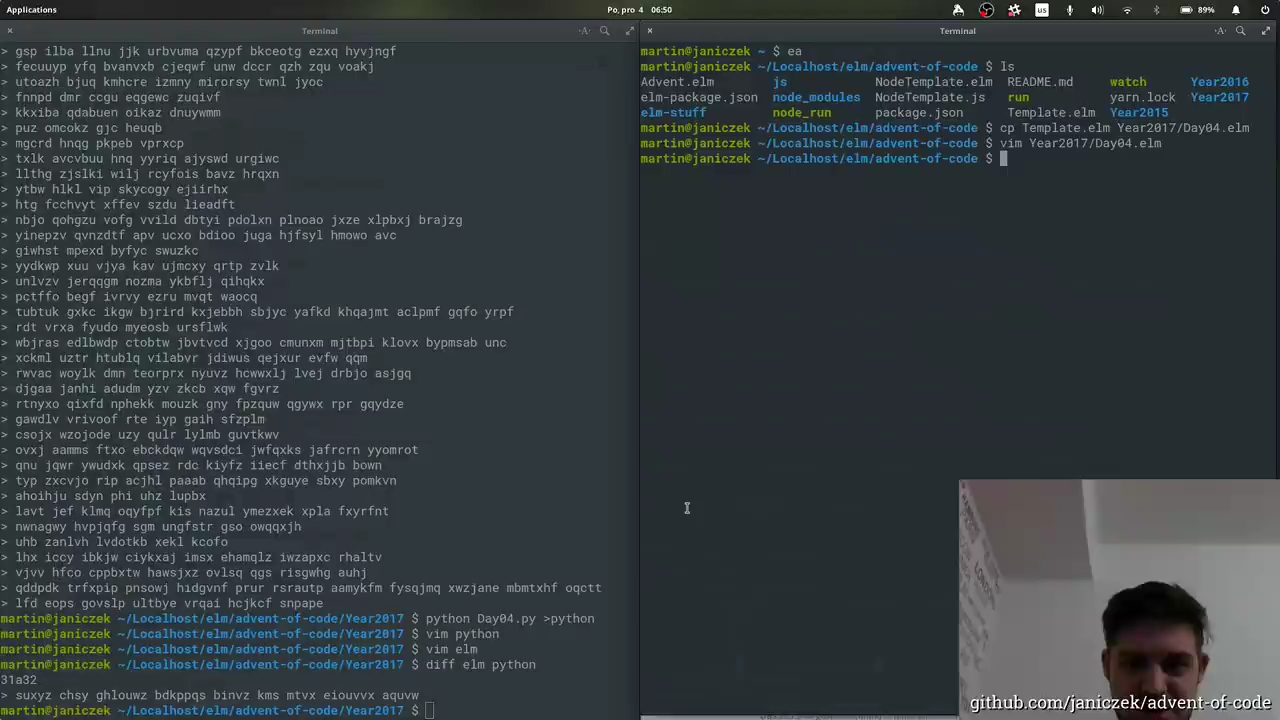 Applications
Po, pro 4 06:50
us
89%
Terminal
> gsp ilba llnu jjk urbvuma qzypf bkceotg ezxq hyvjngf
> fecuuyp yfq bvanvxb cjeqwf unw dccr qzh zqu voakj
> utoazh bjuq kmhcre izmny mirorsy twnl jyoc
> fnnpd dmr ccgu eqgewc zuqivf
> kkxiba qdabuen oikaz dnuywmm
> puz omcokz gjc heuqb
> mgcrd hnqg pkpeb vprxcp
> txlk avcvbuu hnq yyriq ajyswd urgiwc
> llthg zjslki wilj rcyfois bavz hrqxn
> ytbw hlkl vip skycogy ejiirhx
> htg fcchvyt xffev szdu lieadft
> nbjo qohgzu vofg vvild dbtyi pdolxn plnoao jxze xlpbxj brajzg
> yinepzv qvnzdtf apv ucxo bdioo juga hjfsyl hmowo avc
> giwhst mpexd byfyc swuzkc
> yydkwp xuu vjya kav ujmcxy qrtp zvlk
> unlvzv jerqqgm nozma ykbflj qihqkx
> pctffo begf ivrvy ezru mvqt waocq
> tubtuk gxkc ikgw bjrird kxjebbh sbjyc yafkd khqajmt aclpmf gqfo yrpf
> rdt vrxa fyudo myeosb ursflwk
> wbjras edlbwdp ctobtw jbvtvcd xjgoo cmunxm mjtbpi klovx bypmsab unc
> xckml uztr htublq vilabvr jdiwus qejxur evfw qqm
> rwvac woylk dmn teorprx nyuvz hcwwxlj lvej drbjo asjgq
> djgaa janhi adudm yzv zkcb xqw fgvrz
> rtnyxo qixfd nphekk mouzk gny fpzquw qgywx rpr gqydze
> gawdlv vrivoof rte iyp gaih sfzplm
> csojx wzojode uzy qulr lylmb guvtkwv
> ovxj aamms ftxo ebckdqw wqvsdci jwfqxks jafrcrn yyomrot
> qnu jqwr ywudxk qpsez rdc kiyfz iiecf dthxjjb bown
> typ zxcvjo rip acjhl paaab qhqipg xkguye sbxy pomkvn
> ahoihju sdyn phi uhz lupbx
> lavt jef klmq oqyfpf kis nazul ymezxek xpla fxyrfnt
> nwnagwy hvpjqfg sgm ungfstr gso owqqxjh
> uhb zanlvh lvdotkb xekl kcofo
> lhx iccy ibkjw ciykxaj imsx ehamqlz iwzapxc rhaltv
> vjvv hfco cppbxtw hawsjxz ovlsq qgs risgwhg auhj
> qddpdk trfxpip pnsowj hidgvnf prur rsrautp aamykfm fysqjmq xwzjane mbmtxhf oqctt
> lfd eops govslp ultbye vrqai hcjkcf snpape
martin@janiczek ~/Localhost/elm/advent-of-code/Year2017 $ python Day04.py >python
martin@janiczek ~/Localhost/elm/advent-of-code/Year2017 $ vim python
martin@janiczek ~/Localhost/elm/advent-of-code/Year2017 $ vim elm
martin@janiczek ~/Localhost/elm/advent-of-code/Year2017 $ diff elm python
31a32
> suxyz chsy ghlouwz bdkppqs binvz kms mtvx eiouvvx aquvw
martin@janiczek ~/Localhost/elm/advent-of-code/Year2017 $
Terminal
martin@janiczek ~ $ ea
martin@janiczek ~/Localhost/elm/advent-of-code $ ls
Advent.elm js NodeTemplate.elm README.md watch Year2016
elm-package.json node_modules NodeTemplate.js run yarn.lock Year2017
elm-stuff node_run package.json Template.elm Year2015
martin@janiczek ~/Localhost/elm/advent-of-code $ cp Template.elm Year2017/Day04.elm
martin@janiczek ~/Localhost/elm/advent-of-code $ vim Year2017/Day04.elm
martin@janiczek ~/Localhost/elm/advent-of-code $
github.com/janiczek/advent-of-code